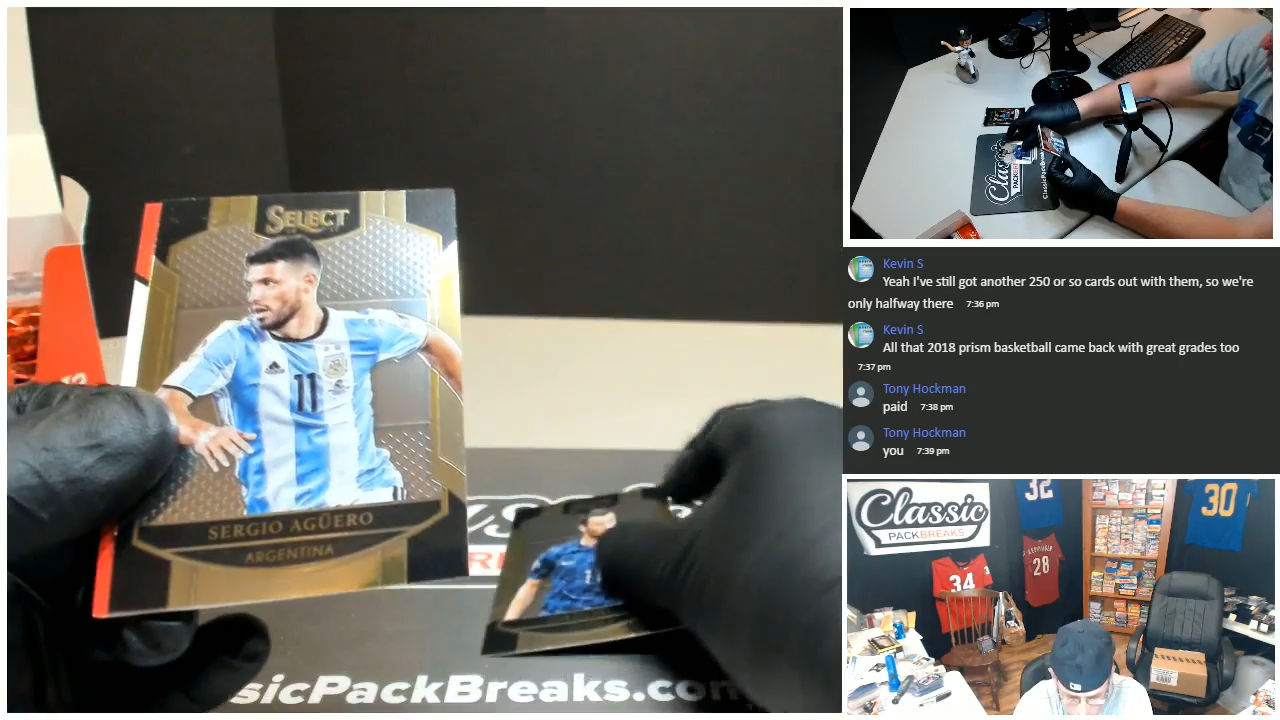 SELECT
11
SERGIO AGÜERO
ARGENTINA
sicPackBreaks.com
Kevin S
Yeah I've still got another 250 or so cards out with them, so we're
only halfway there 7:36 pm
Kevin S
All that 2018 prism basketball came back with great grades too
7:37 pm
Tony Hockman
paid 7:38 pm
Tony Hockman
you 7:39 pm
Classic
PACKBREAKS
32
30
34
28